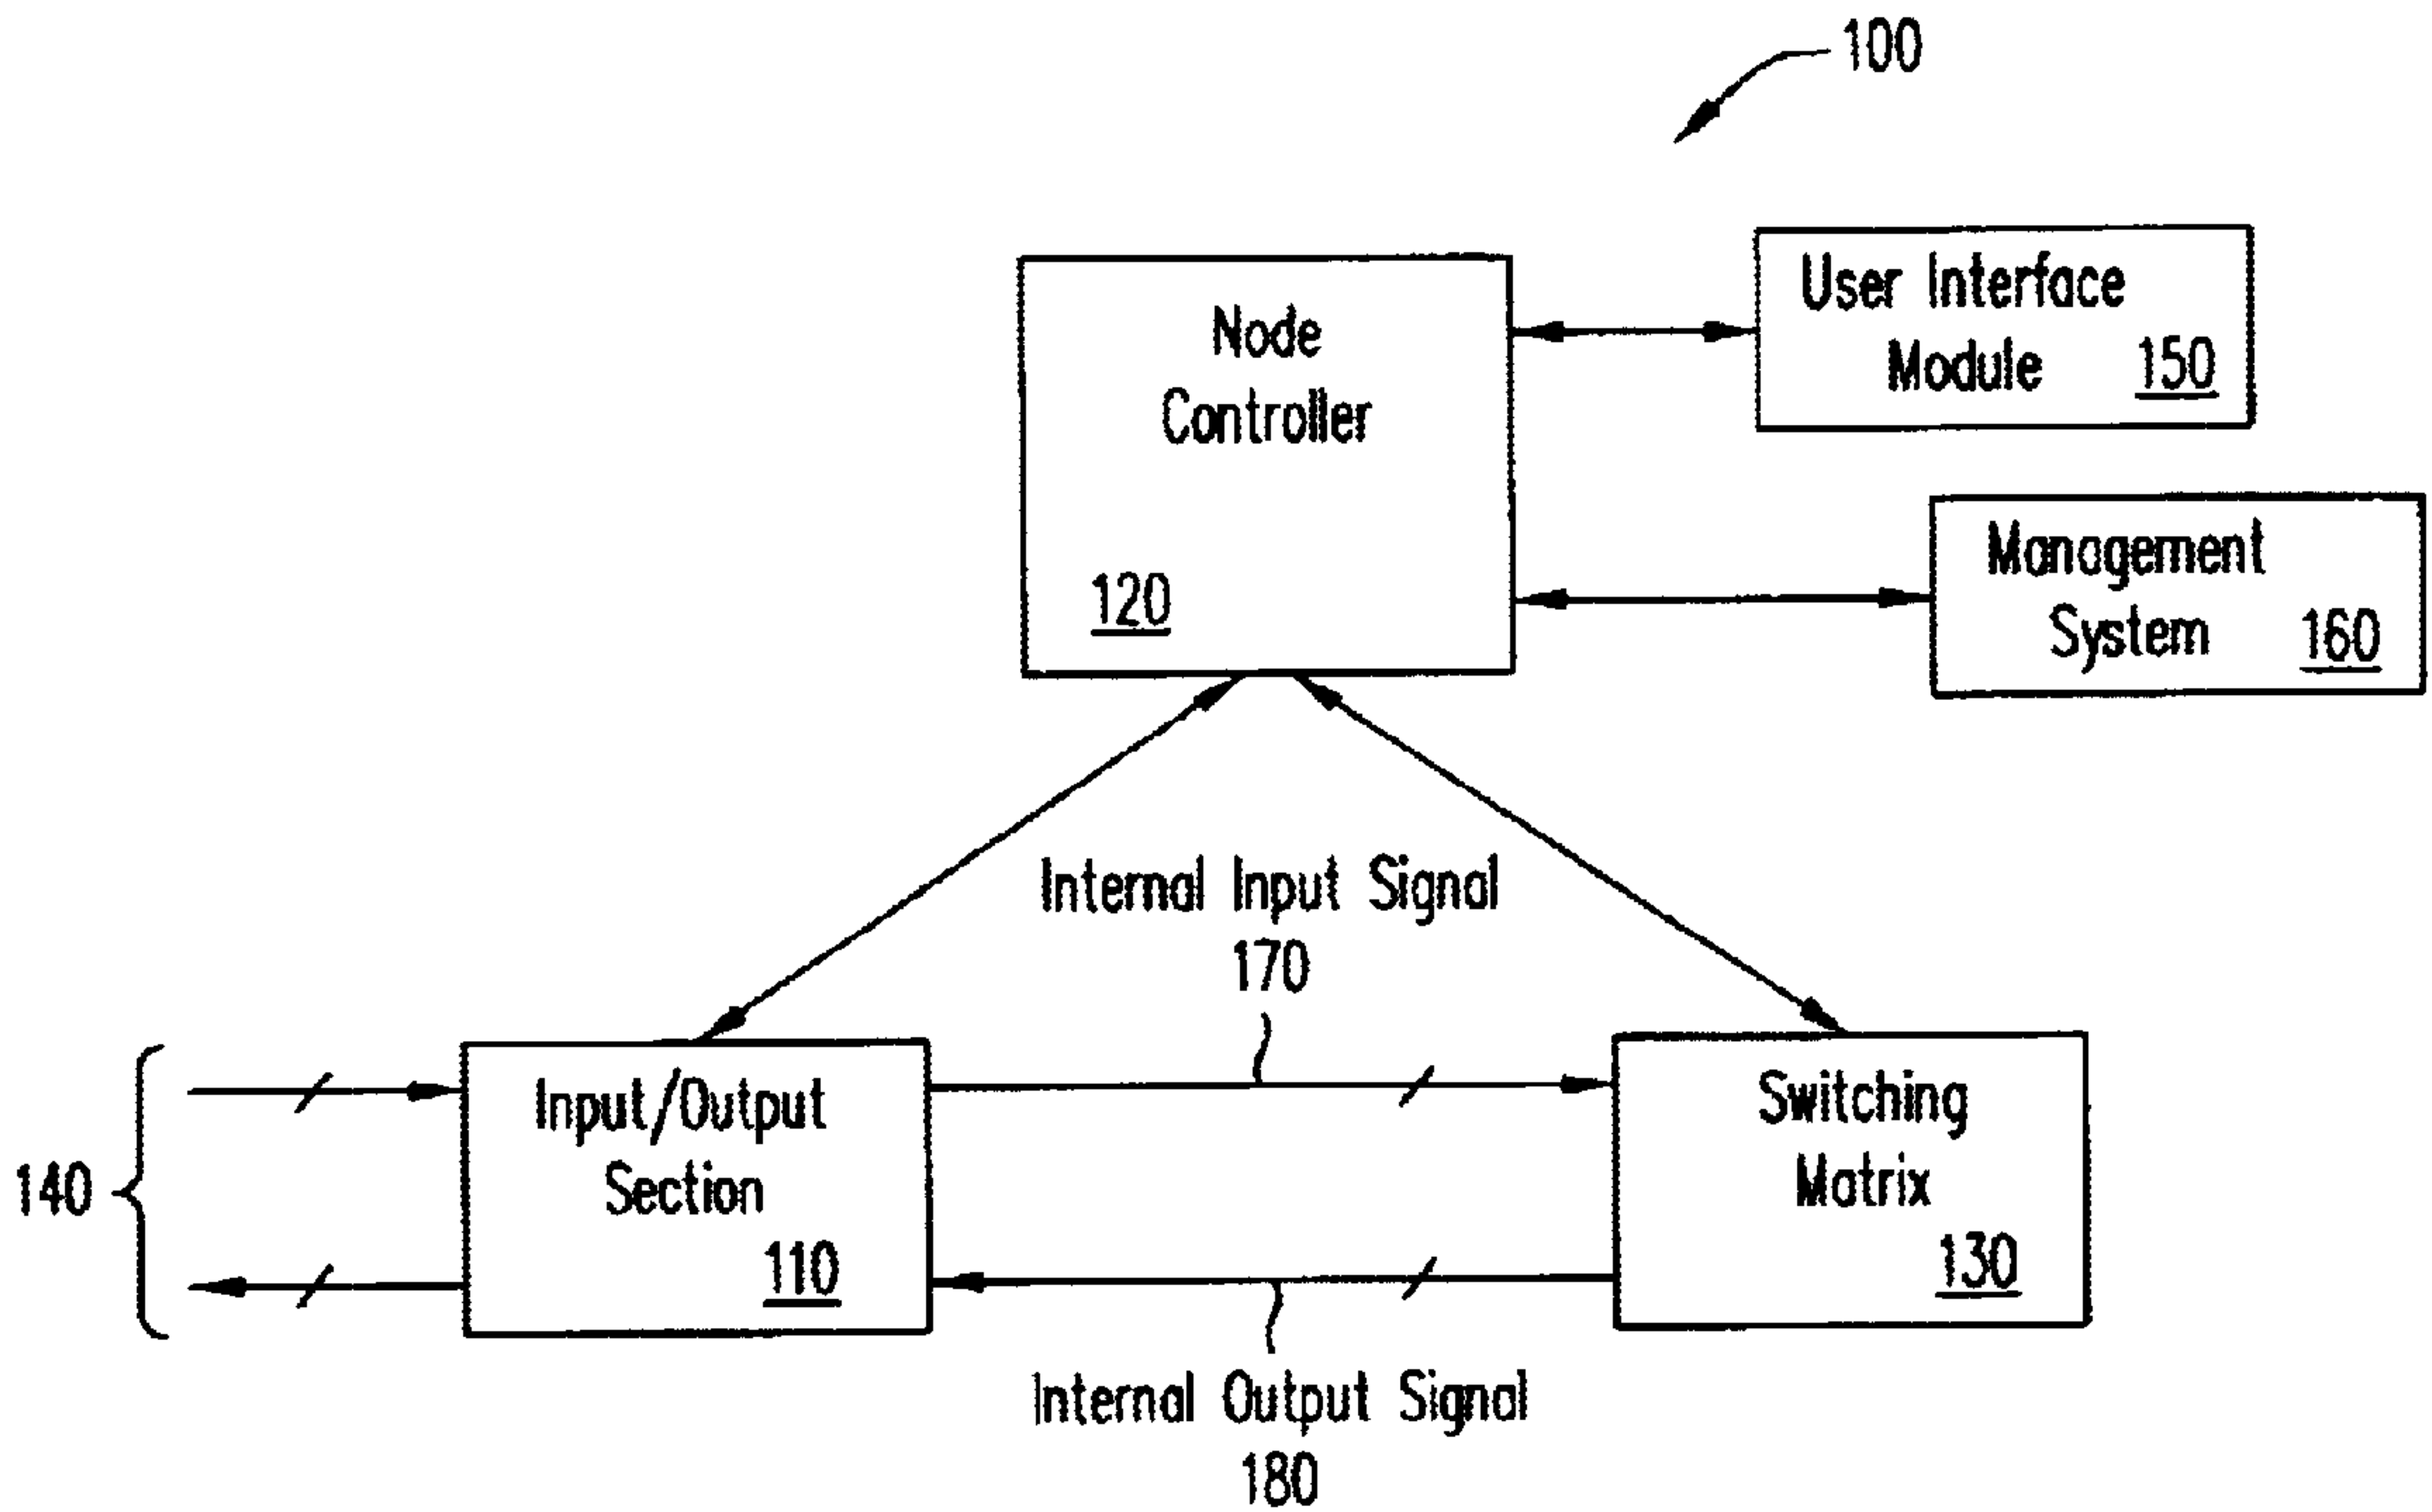 100
Node
Controller
120
User Interface
Module 150
Management
System 160
Internal Input Signal
170
140
Input/Output
Section
110
Switching
Matrix
130
Internal Output Signal
180